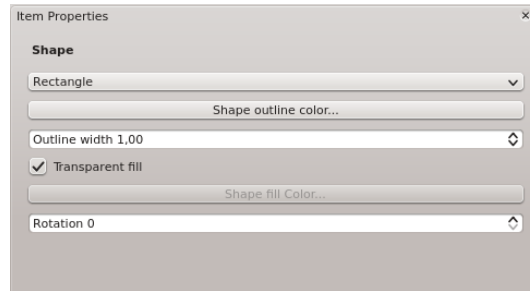 Item Properties
Shape
Rectangle
Shape outline color...
Outline width 1,00
Transparent fill
Shape fill Color...
Rotation 0